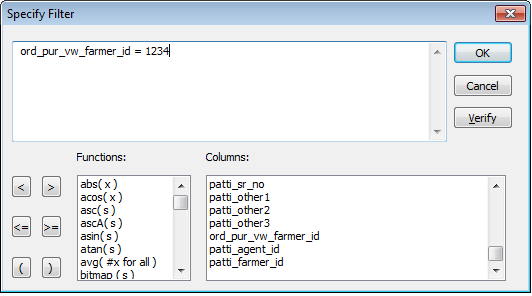 Specify Filter
ord_pur_vw_farmer_id = 1234
OK
Cancel
Verify
Functions:
Columns:
<
>
<=
>=
(
)
abs( x )
acos( x )
asc( s )
ascA( s )
asin( s )
atan( s )
avg( #x for all )
bitmap ( s )
patti_sr_no
patti_other1
patti_other2
patti_other3
ord_pur_vw_farmer_id
patti_agent_id
patti_farmer_id